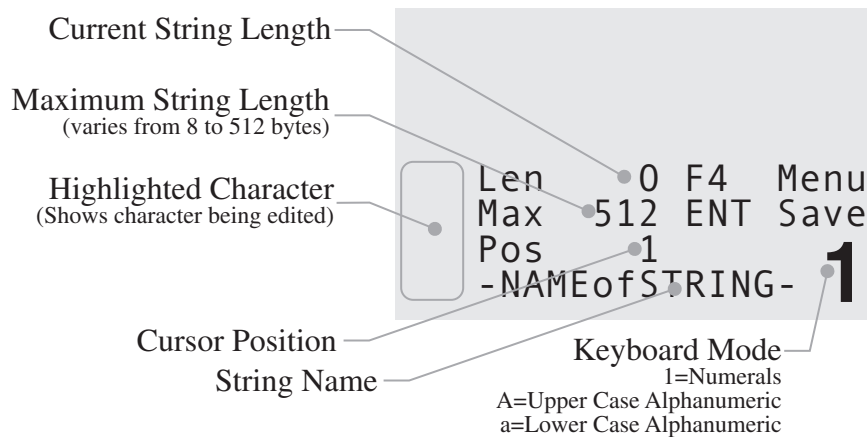 Current String Length
Maximum String Length
(varies from 8 to 512 bytes)
Highlighted Character
(Shows character being edited)
Len 0 F4 Menu
Max 512 ENT Save
Pos 1
-NAMEofSTRING- 1
Cursor Position
String Name
Keyboard Mode
1=Numerals
A=Upper Case Alphanumeric
a=Lower Case Alphanumeric